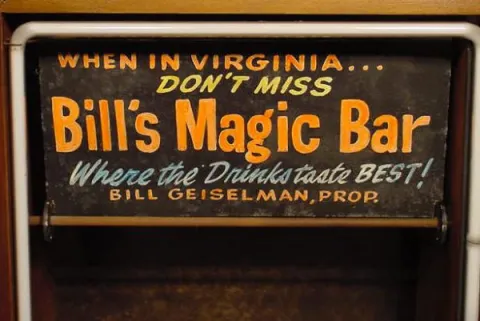 WHEN IN VIRGINIA...
DON'T MISS
Bill's Magic Bar
Where the Drinks taste BEST!
BILL GEISELMAN, PROP.